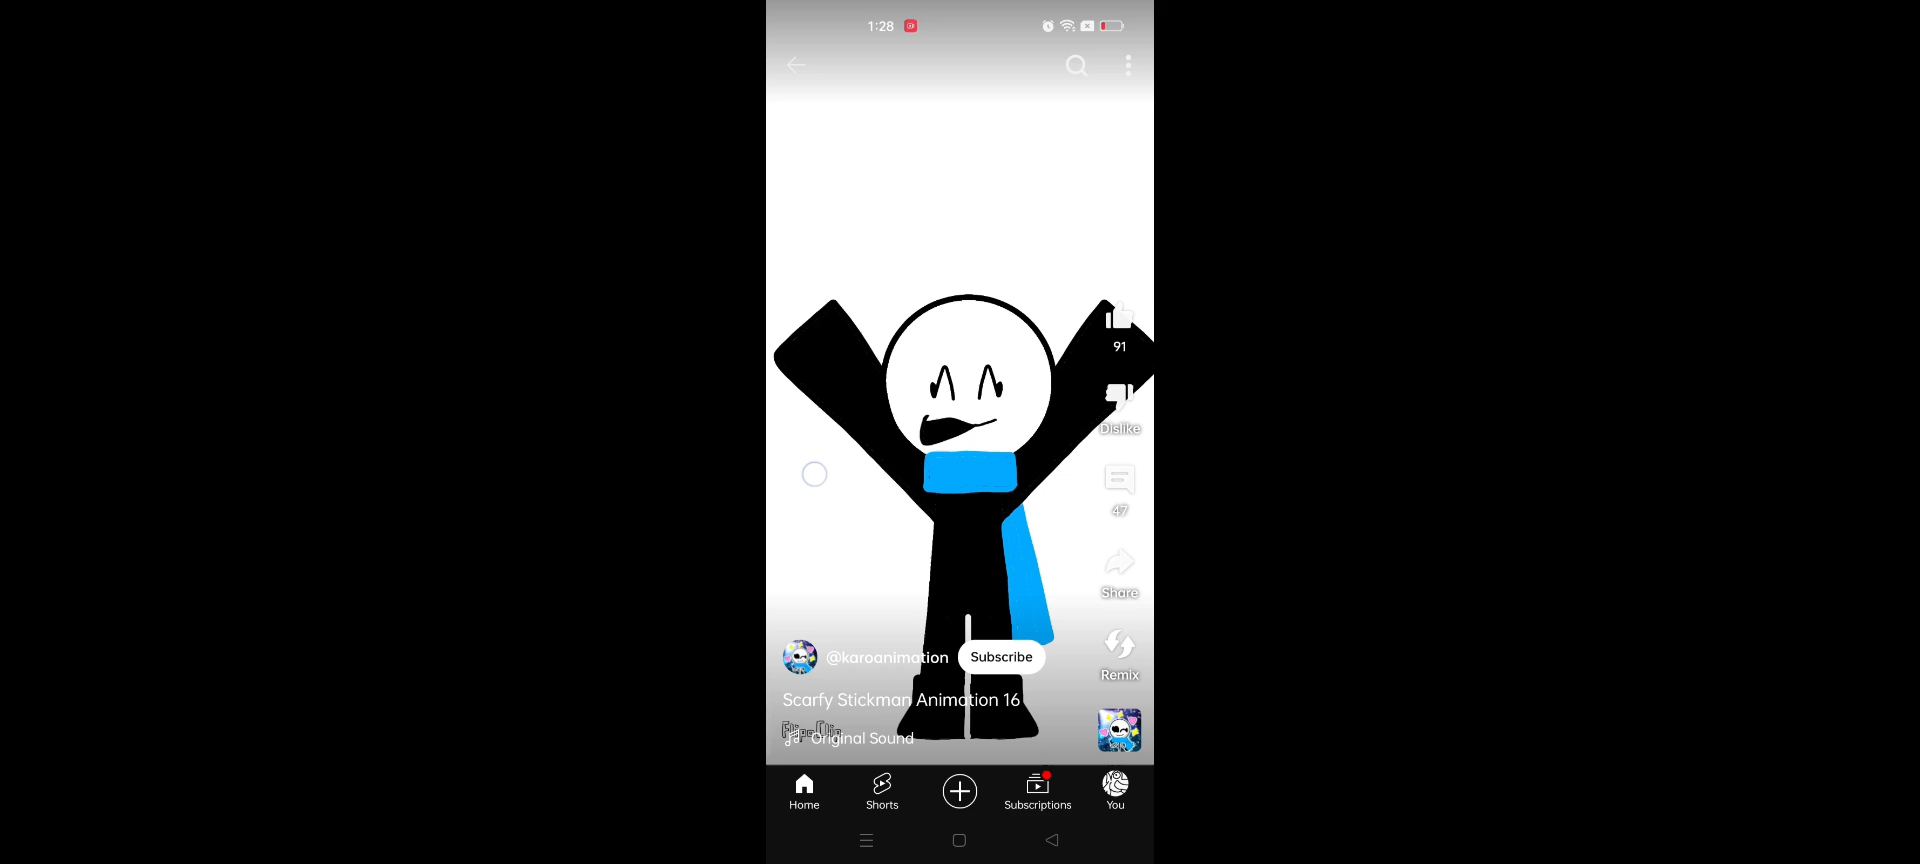 1:28
91
Dislike
47
Share
@karoanimation Subscribe
Remix
Scarfy Stickman Animation 16
FlipaClip
Original Sound
Home Shorts Subscriptions You